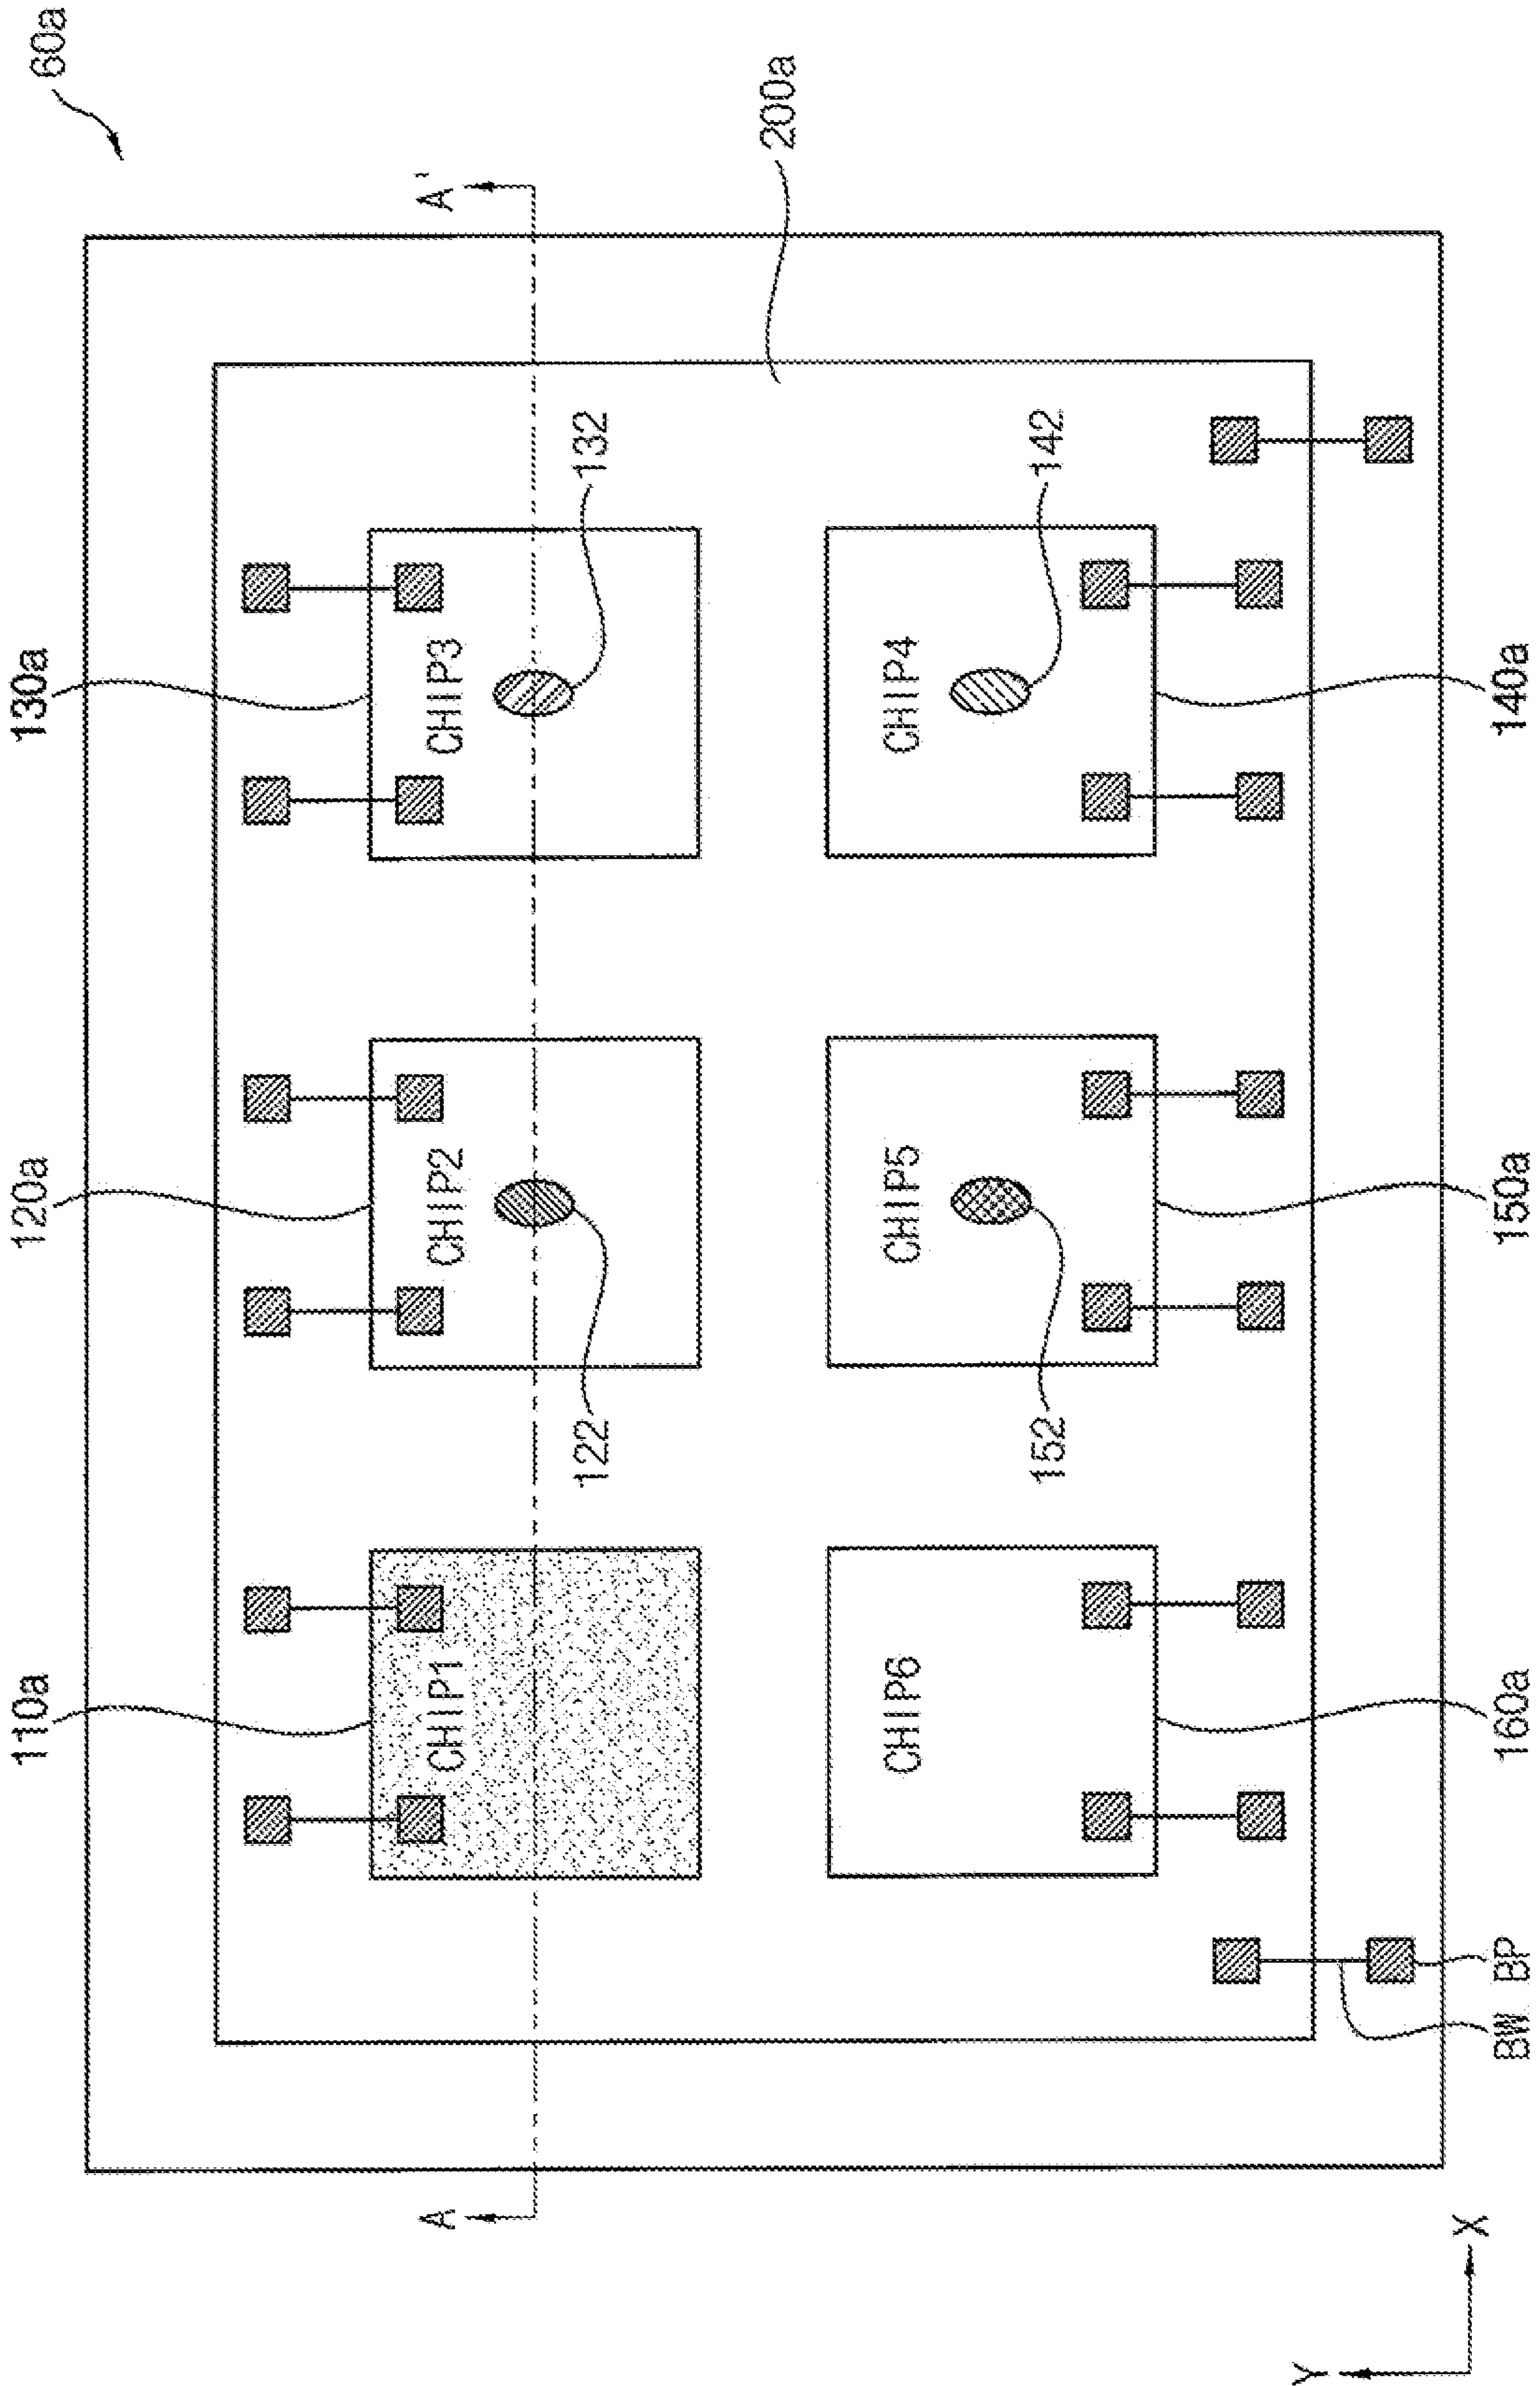 60a
130a
120a
110a
A'
A
200a
CHIP3
CHIP2
CHIP1
132
122
CHIP4
CHIP5
CHIP6
142
152
140a
150a
160a
BW
BP
X
Y